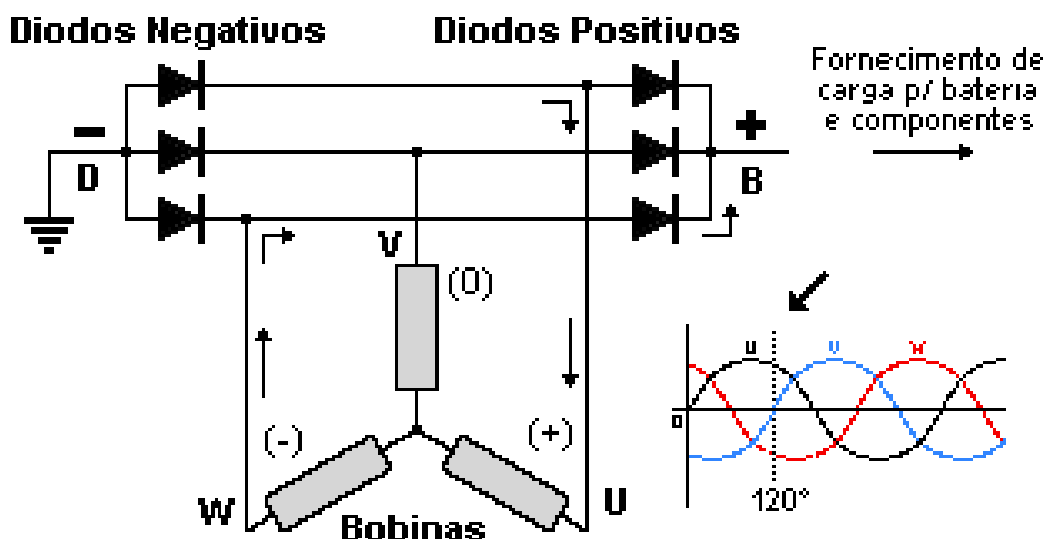 Diodos Negativos
Diodos Positivos
Fornecimento de
carga p/ bateria
e componentes
-
+
D
B
V
(0)
(-)
(+)
W
U
Bobinas
U
U
W
0
120°